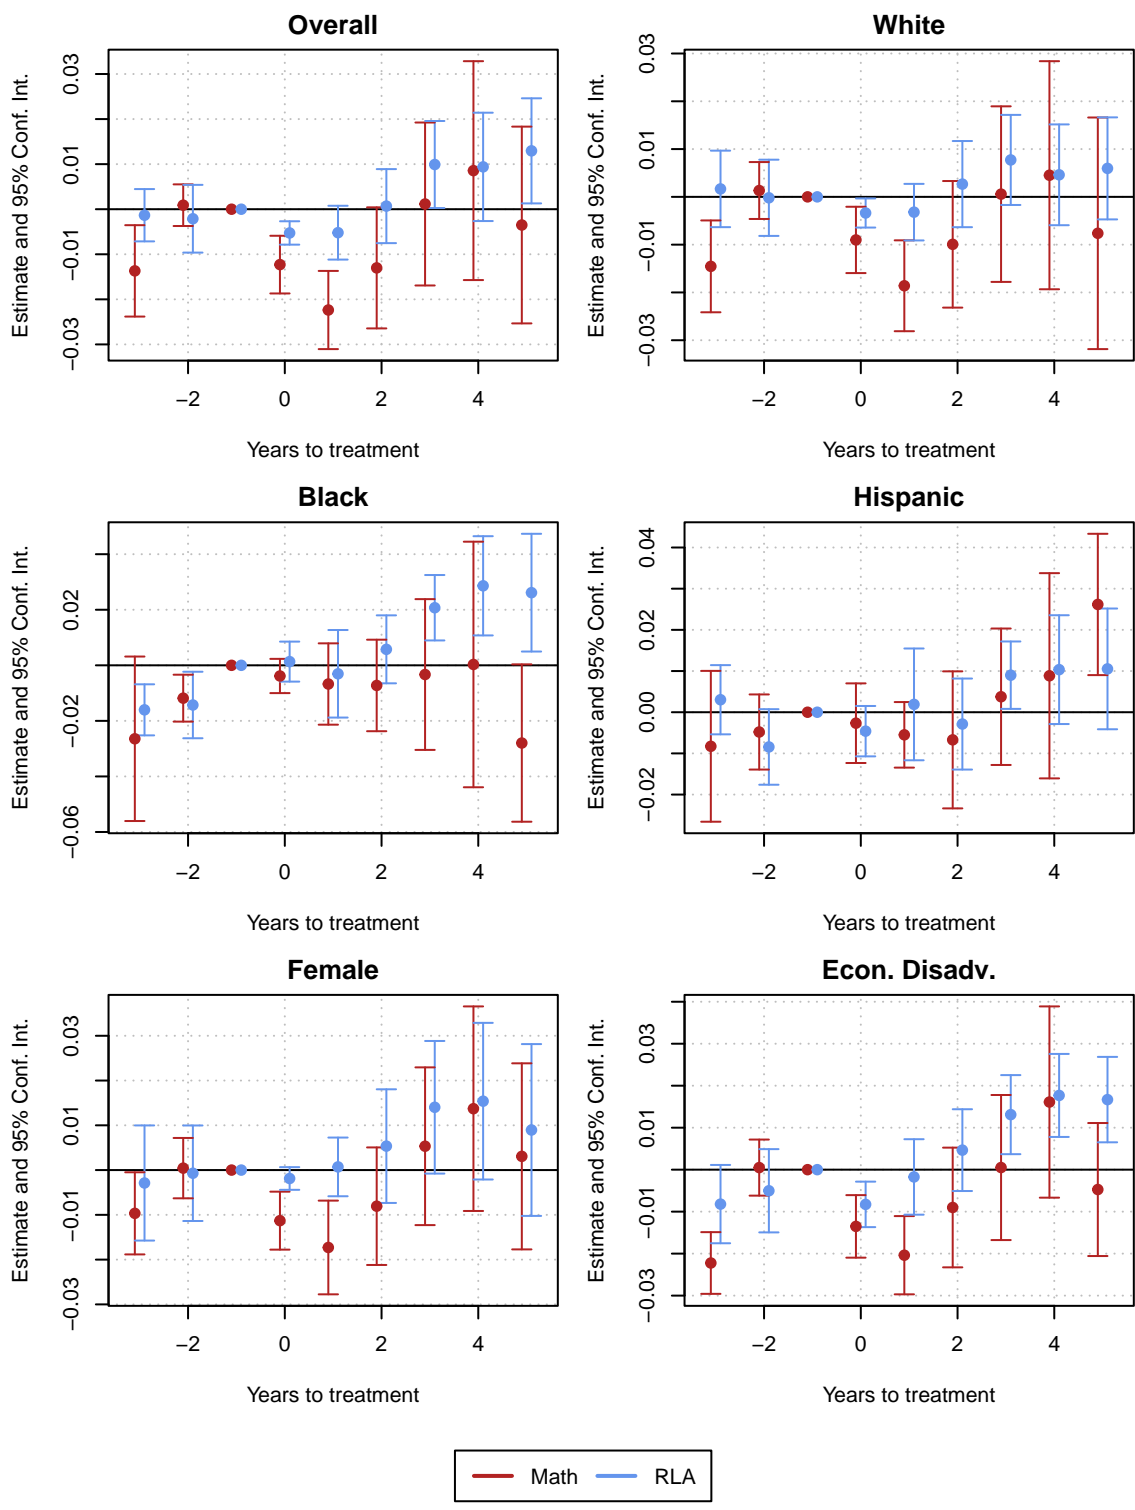 Overall
Estimate and 95% Conf. Int.
0.03
0.01
−0.01
−0.03
−2 0 2 4
Years to treatment
White
Estimate and 95% Conf. Int.
0.03
0.01
−0.01
−0.03
−2 0 2 4
Years to treatment
Black
Estimate and 95% Conf. Int.
0.02
−0.02
−0.06
−2 0 2 4
Years to treatment
Hispanic
Estimate and 95% Conf. Int.
0.04
0.02
0.00
−0.02
−2 0 2 4
Years to treatment
Female
Estimate and 95% Conf. Int.
0.03
0.01
−0.01
−0.03
−2 0 2 4
Years to treatment
Econ. Disadv.
Estimate and 95% Conf. Int.
0.03
0.01
−0.01
−0.03
−2 0 2 4
Years to treatment
Math RLA